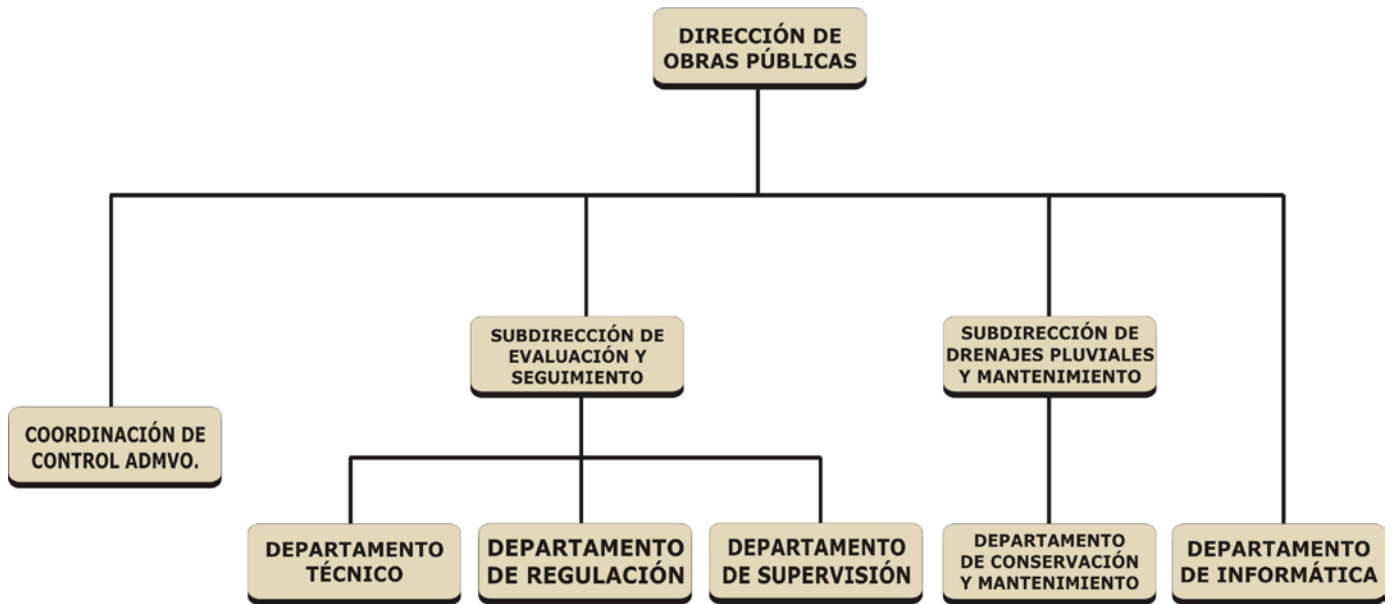 DIRECCIÓN DE
OBRAS PÚBLICAS
SUBDIRECCIÓN DE
EVALUACIÓN Y
SEGUIMIENTO
SUBDIRECCIÓN DE
DRENAJES PLUVIALES
Y MANTENIMIENTO
COORDINACIÓN DE
CONTROL ADMVO.
DEPARTAMENTO
TÉCNICO
DEPARTAMENTO
DE REGULACIÓN
DEPARTAMENTO
DE SUPERVISIÓN
DEPARTAMENTO
DE CONSERVACIÓN
Y MANTENIMIENTO
DEPARTAMENTO
DE INFORMÁTICA